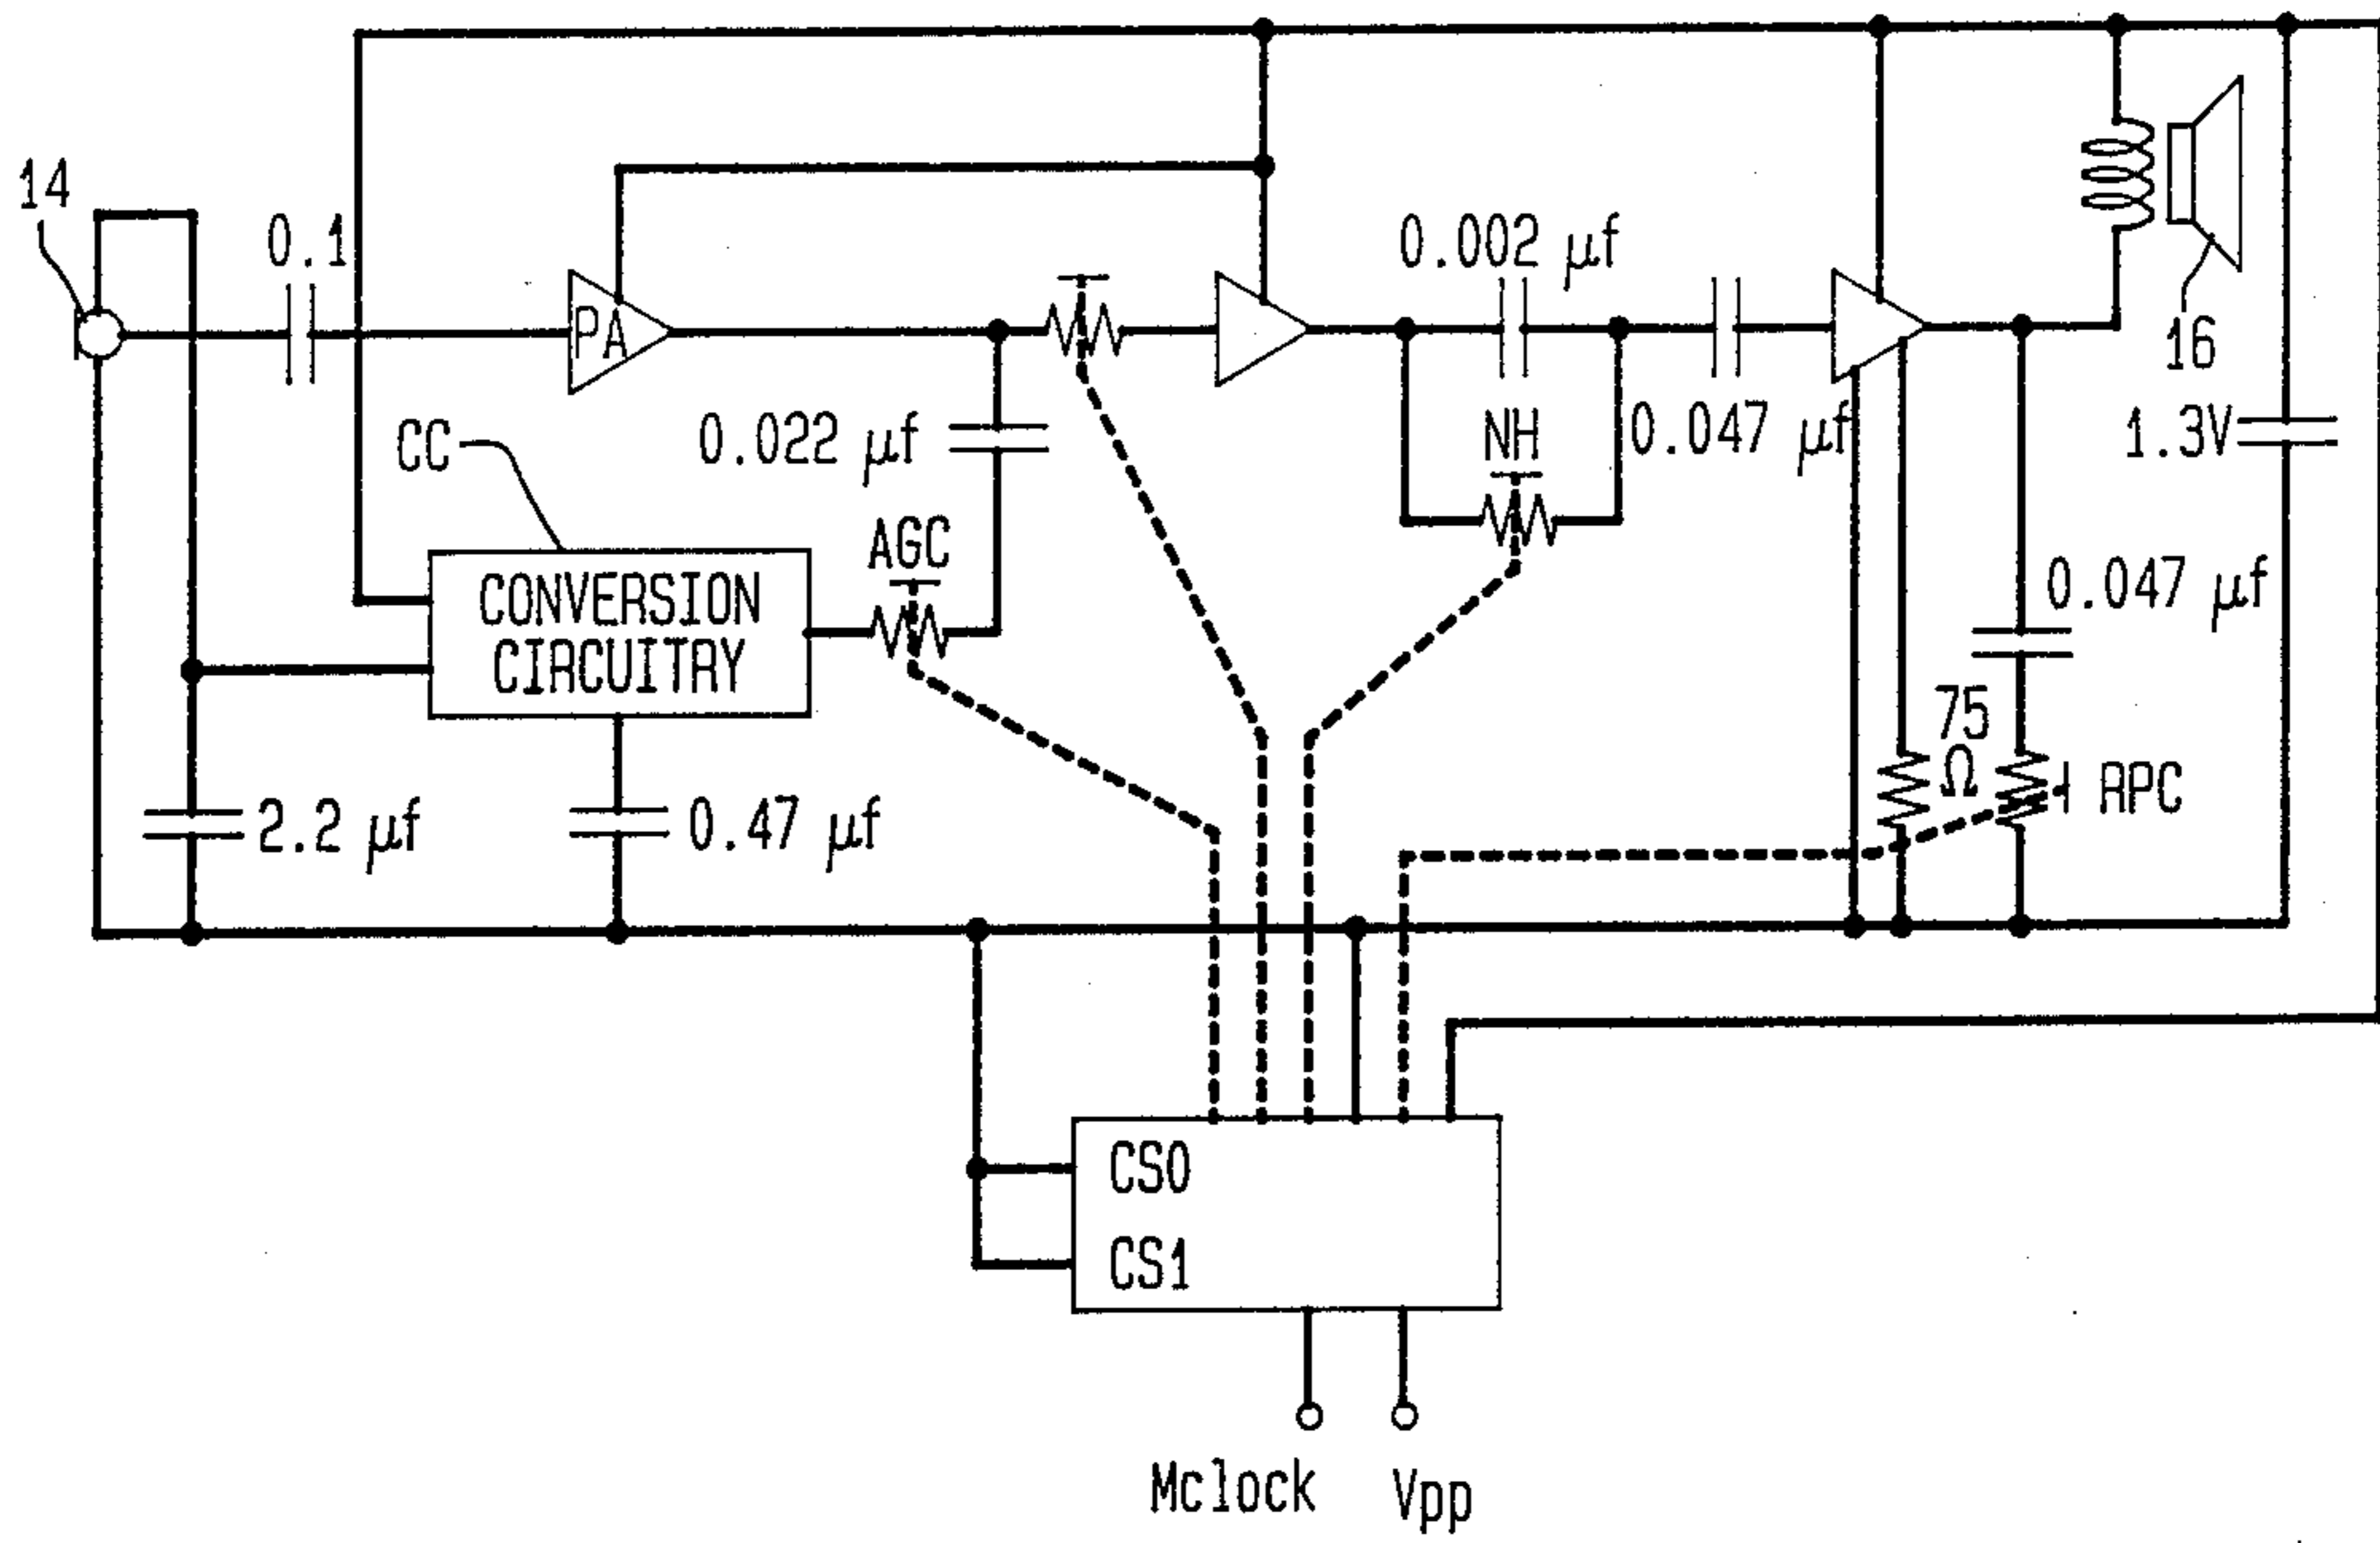 14
0.1
PA
0.002 µf
16
CC
0.022 µf
NH
0.047 µf
1.3V
AGC
CONVERSION
CIRCUITRY
0.047 µf
75
Ω
RPC
2.2 µf
0.47 µf
CS0
CS1
Mclock
Vpp